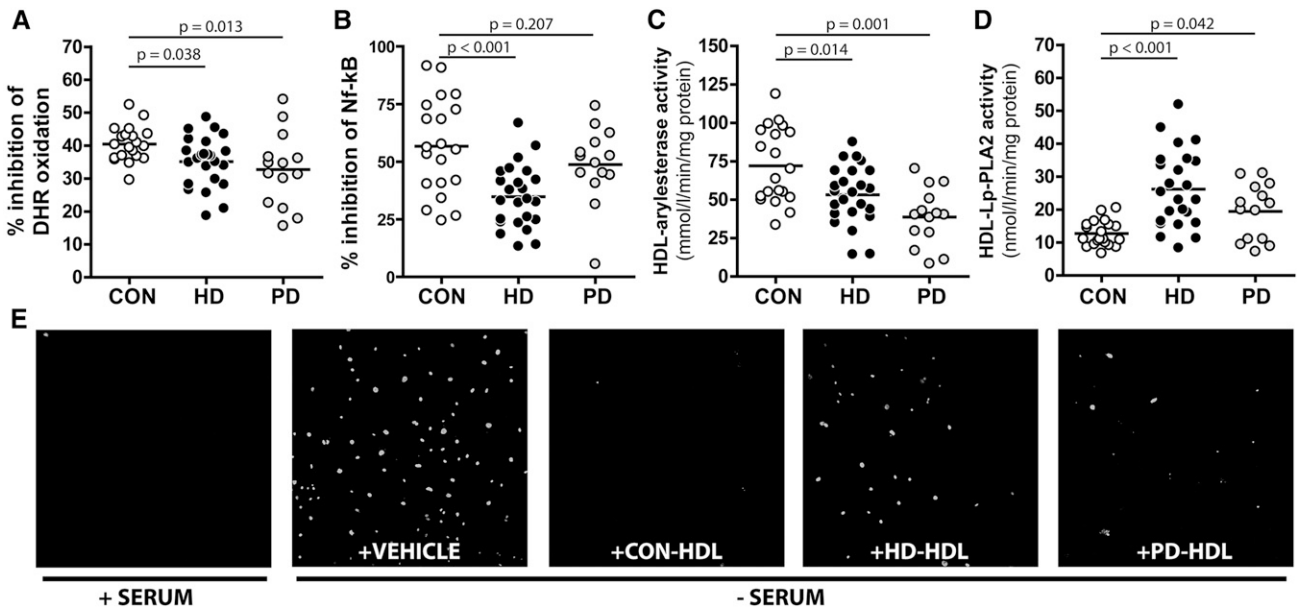 A
p = 0.013
p = 0.038
% inhibition of
DHR oxidation
70
60
50
40
30
20
10
0
CON HD PD
B
p = 0.207
p < 0.001
% inhibition of Nf-kB
100
75
50
25
0
CON HD PD
C
p = 0.001
p = 0.014
HDL-arylesterase activity
(mmol/l/min/mg protein)
150
125
100
75
50
25
0
CON HD PD
D
p = 0.042
p < 0.001
HDL-Lp-PLA2 activity
(nmol/l/min/mg protein)
70
60
50
40
30
20
10
0
CON HD PD
E
+VEHICLE
+CON-HDL
+HD-HDL
+PD-HDL
+ SERUM
- SERUM